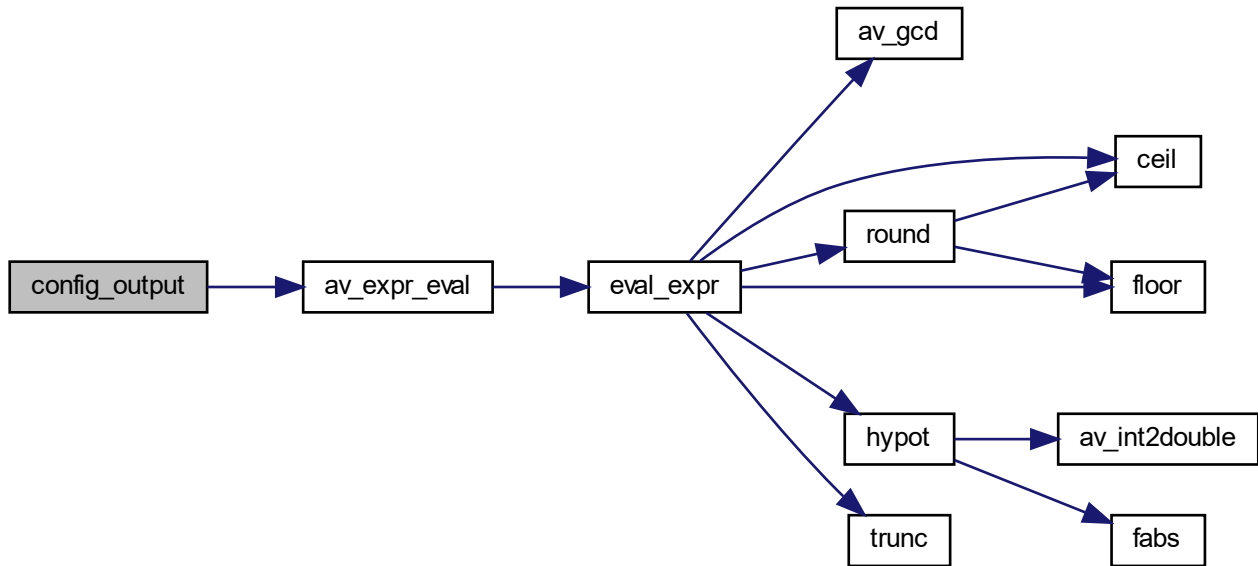 av_gcd
ceil
round
config_output
av_expr_eval
eval_expr
floor
hypot
av_int2double
trunc
fabs